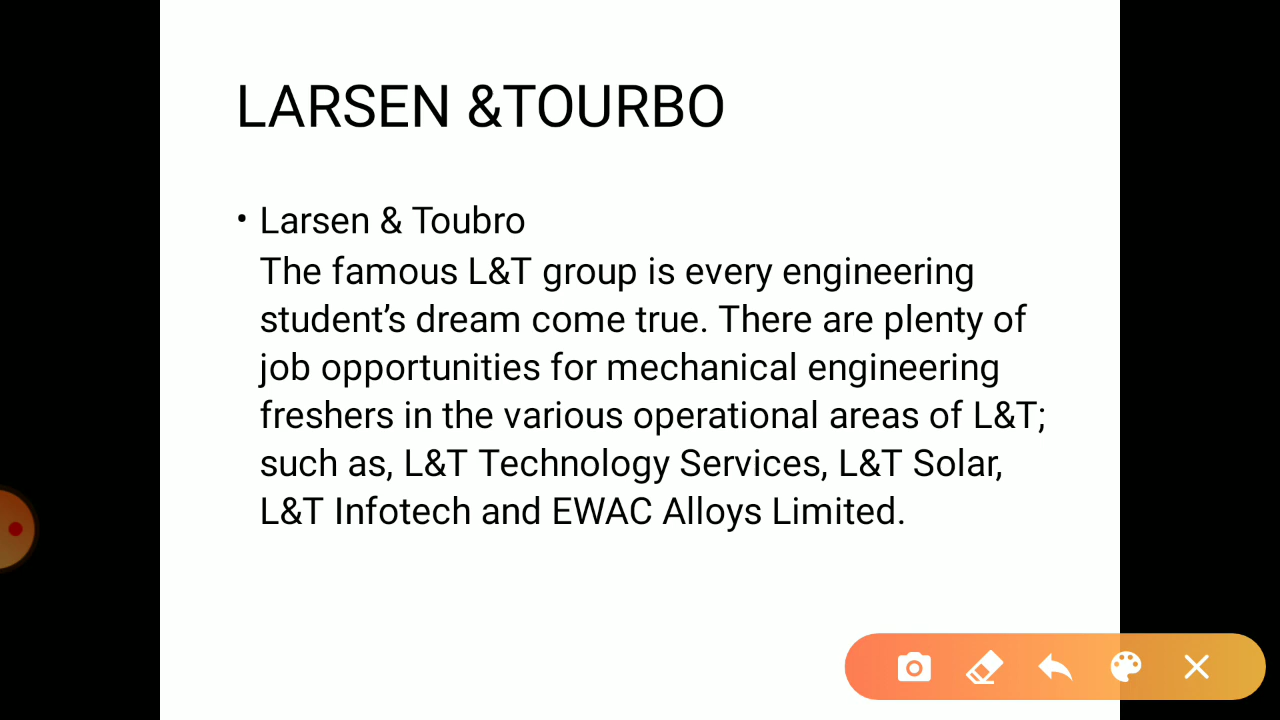 LARSEN &TOURBO
• Larsen & Toubro
The famous L&T group is every engineering
student’s dream come true. There are plenty of
job opportunities for mechanical engineering
freshers in the various operational areas of L&T;
such as, L&T Technology Services, L&T Solar,
L&T Infotech and EWAC Alloys Limited.